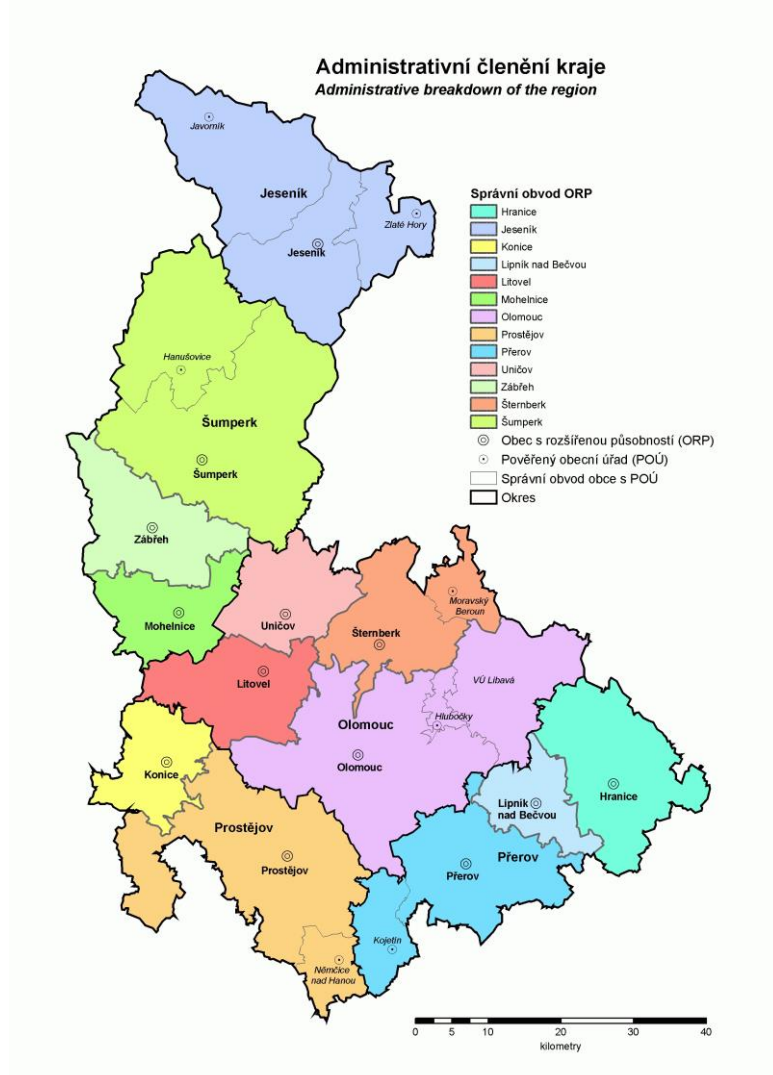 Administrativní členění kraje
Administrative breakdown of the region
Javorník
Jeseník
Zlaté Hory
Jeseník
Správní obvod ORP
Hranice
Jeseník
Konice
Lipník nad Bečvou
Litovel
Mohelnice
Olomouc
Prostějov
Přerov
Uničov
Zábřeh
Šternberk
Šumperk
Obec s rozšířenou působností (ORP)
Pověřený obecní úřad (POÚ)
Správní obvod obce s POÚ
Okres
Hanušovice
Šumperk
Šumperk
Zábřeh
Mohelnice
Uničov
Moravský
Beroun
Šternberk
Litovel
VÚ Libavá
Olomouc
Hlubočky
Olomouc
Konice
Hranice
Lipník
nad Bečvou
Prostějov
Prostějov
Přerov
Přerov
Kojetín
Němčice
nad Hanou
0 5 10 20 30 40
kilometry